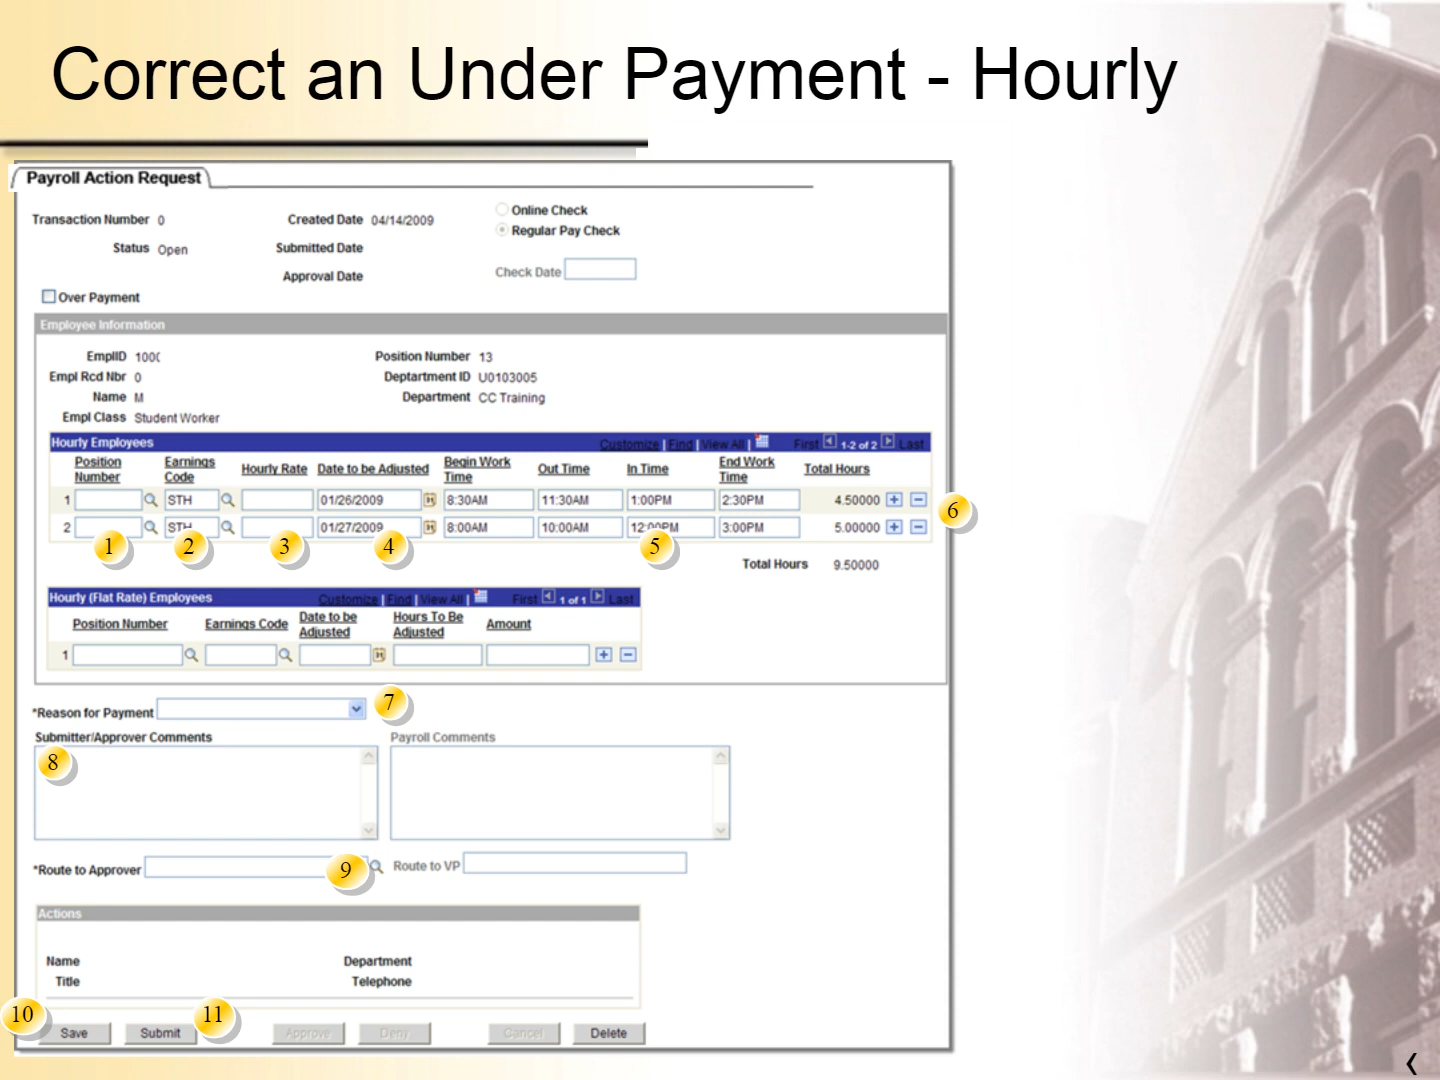 Correct an Under Payment - Hourly
Payroll Action Request
Transaction Number 0 Created Date 04/14/2009 Online Check
Regular Pay Check
Status Open Submitted Date
Approval Date Check Date
Over Payment
Employee Information
EmplID 100 Position Number 13
Empl Rcd Nbr 0 Deptartment ID U0103005
Name M Department CC Training
Empl Class Student Worker
Hourly Employees Customize | Find | View All | First 1-2 of 2 Last
Position Number Earnings Code Hourly Rate Date to be Adjusted Begin Work Time Out Time In Time End Work Time Total Hours
1 STH 01/26/2009 8:30AM 11:30AM 1:00PM 2:30PM 4.50000
6
2 STH 01/27/2009 8:00AM 10:00AM 12:00PM 3:00PM 5.00000
1 2 3 4 5
Total Hours 9.50000
Hourly (Flat Rate) Employees Customize | Find | View All | First 1 of 1 Last
Position Number Earnings Code Date to be Adjusted Hours To Be Adjusted Amount
1
*Reason for Payment 7
Submitter/Approver Comments Payroll Comments
8
*Route to Approver 9 Route to VP
Actions
Name Department
Title Telephone
10 Save Submit 11 Approve Deny Cancel Delete